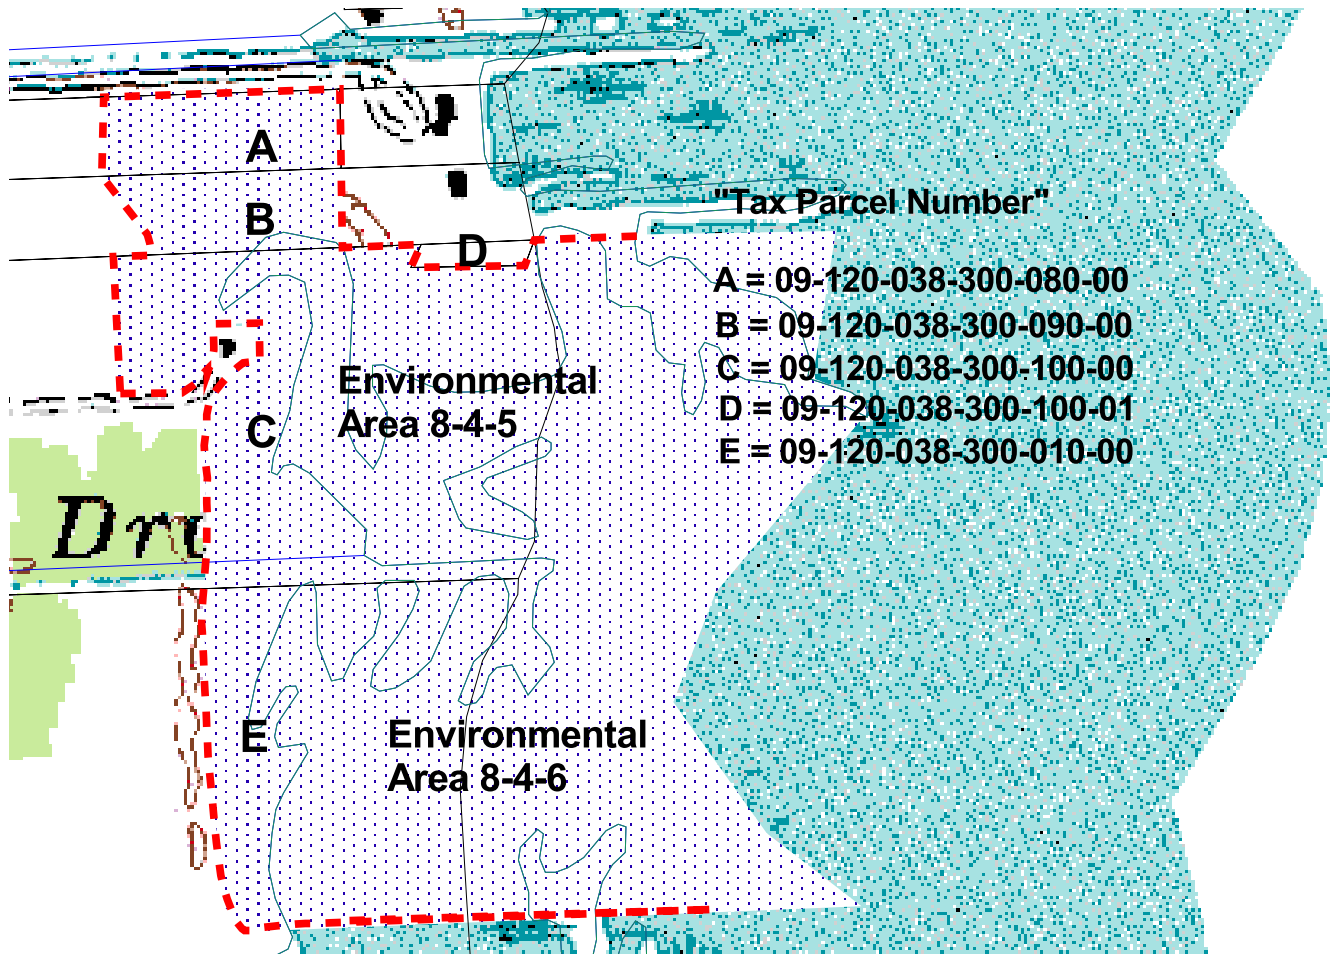 A
B
"Tax Parcel Number"
D
A = 09-120-038-300-080-00
B = 09-120-038-300-090-00
C = 09-120-038-300-100-00
D = 09-120-038-300-100-01
E = 09-120-038-300-010-00
Environmental
Area 8-4-5
C
E
Environmental
Area 8-4-6